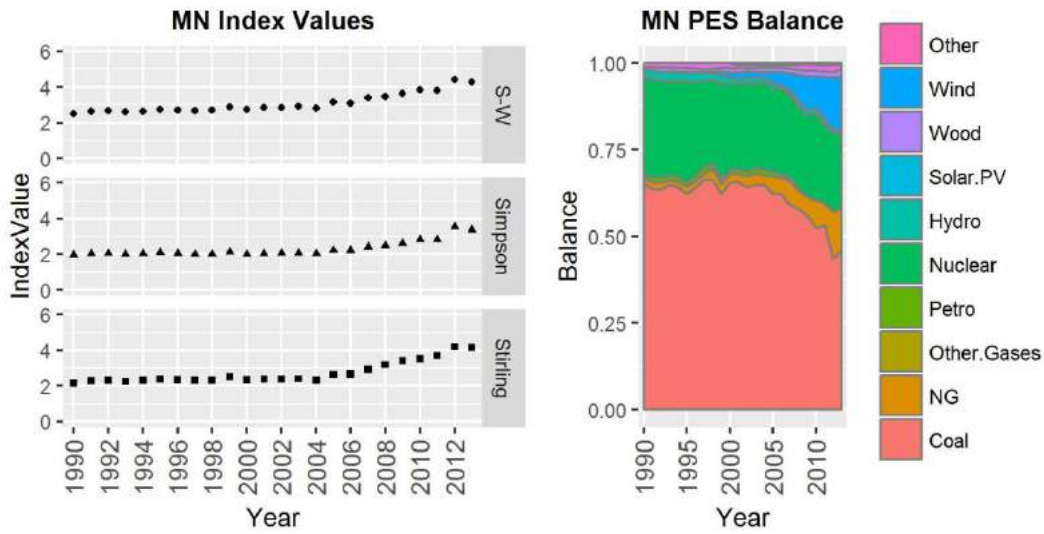 MN Index Values
IndexValue
6
4
2
0
S-W
6
4
2
0
Simpson
6
4
2
0
Stirling
1990
1992
1994
1996
1998
2000
2002
2004
2006
2008
2010
2012
Year
MN PES Balance
Balance
1.00
0.75
0.50
0.25
0.00
1990
1995
2000
2005
2010
Year
Other
Wind
Wood
Solar.PV
Hydro
Nuclear
Petro
Other.Gases
NG
Coal